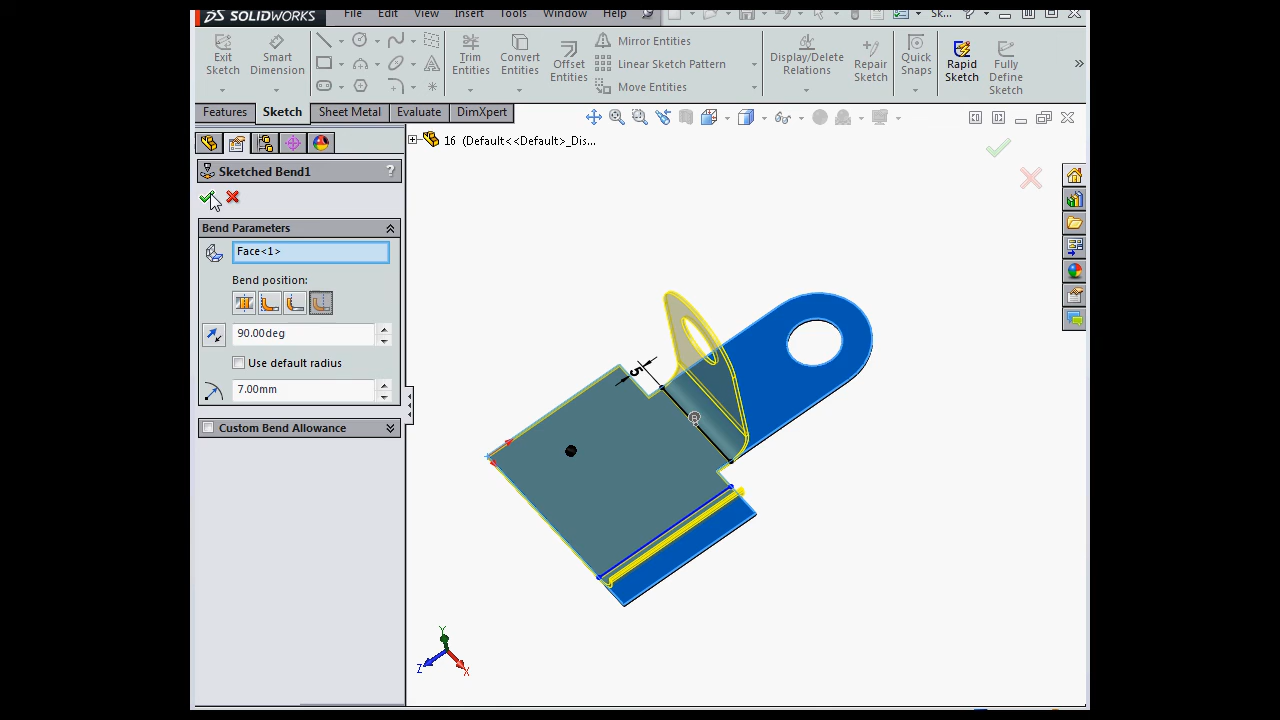 SOLIDWORKS File Edit View Insert Tools Window Help Sk...
Exit Sketch
Smart Dimension
Trim Entities
Convert Entities
Offset Entities
Mirror Entities
Linear Sketch Pattern
Move Entities
Display/Delete Relations
Repair Sketch
Quick Snaps
Rapid Sketch
Fully Define Sketch
Features Sketch Sheet Metal Evaluate DimXpert
16 (Default<<Default>_Dis...
Sketched Bend1 ?
Bend Parameters
Face<1>
Bend position:
90.00deg
Use default radius
7.00mm
Custom Bend Allowance
5
Y
Z
X